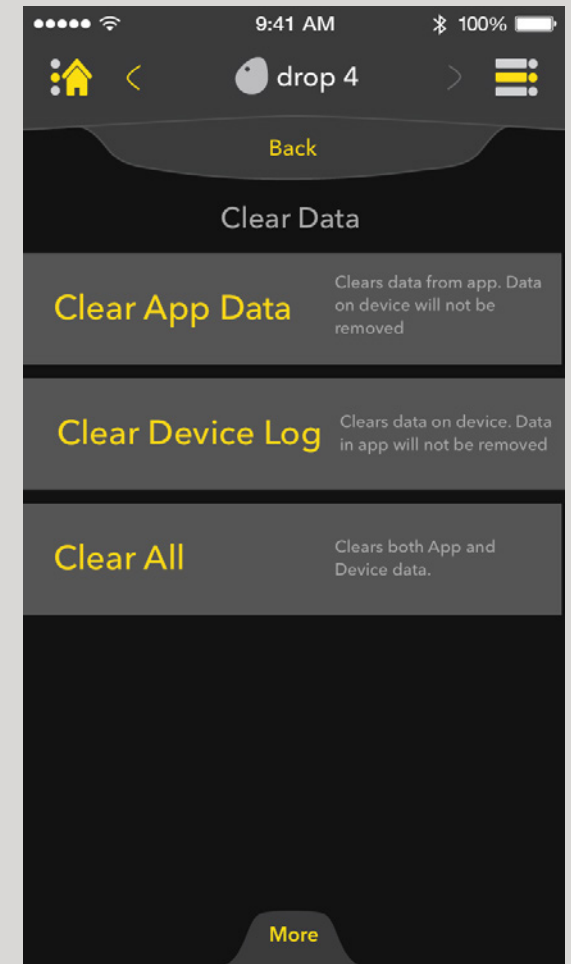 9:41 AM 100%
drop 4
Back
Clear Data
Clear App Data
Clears data from app. Data
on device will not be
removed
Clear Device Log
Clears data on device. Data
in app will not be removed
Clear All
Clears both App and
Device data.
More